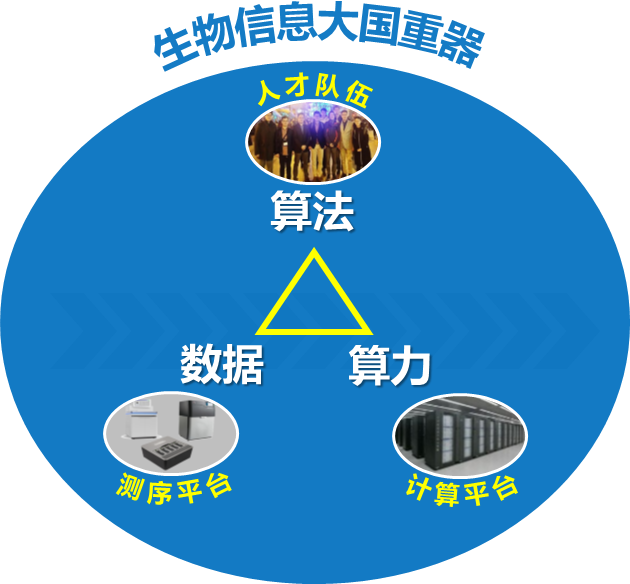 生物信息大国重器
人才队伍
算法
数据
算力
测序平台
计算平台